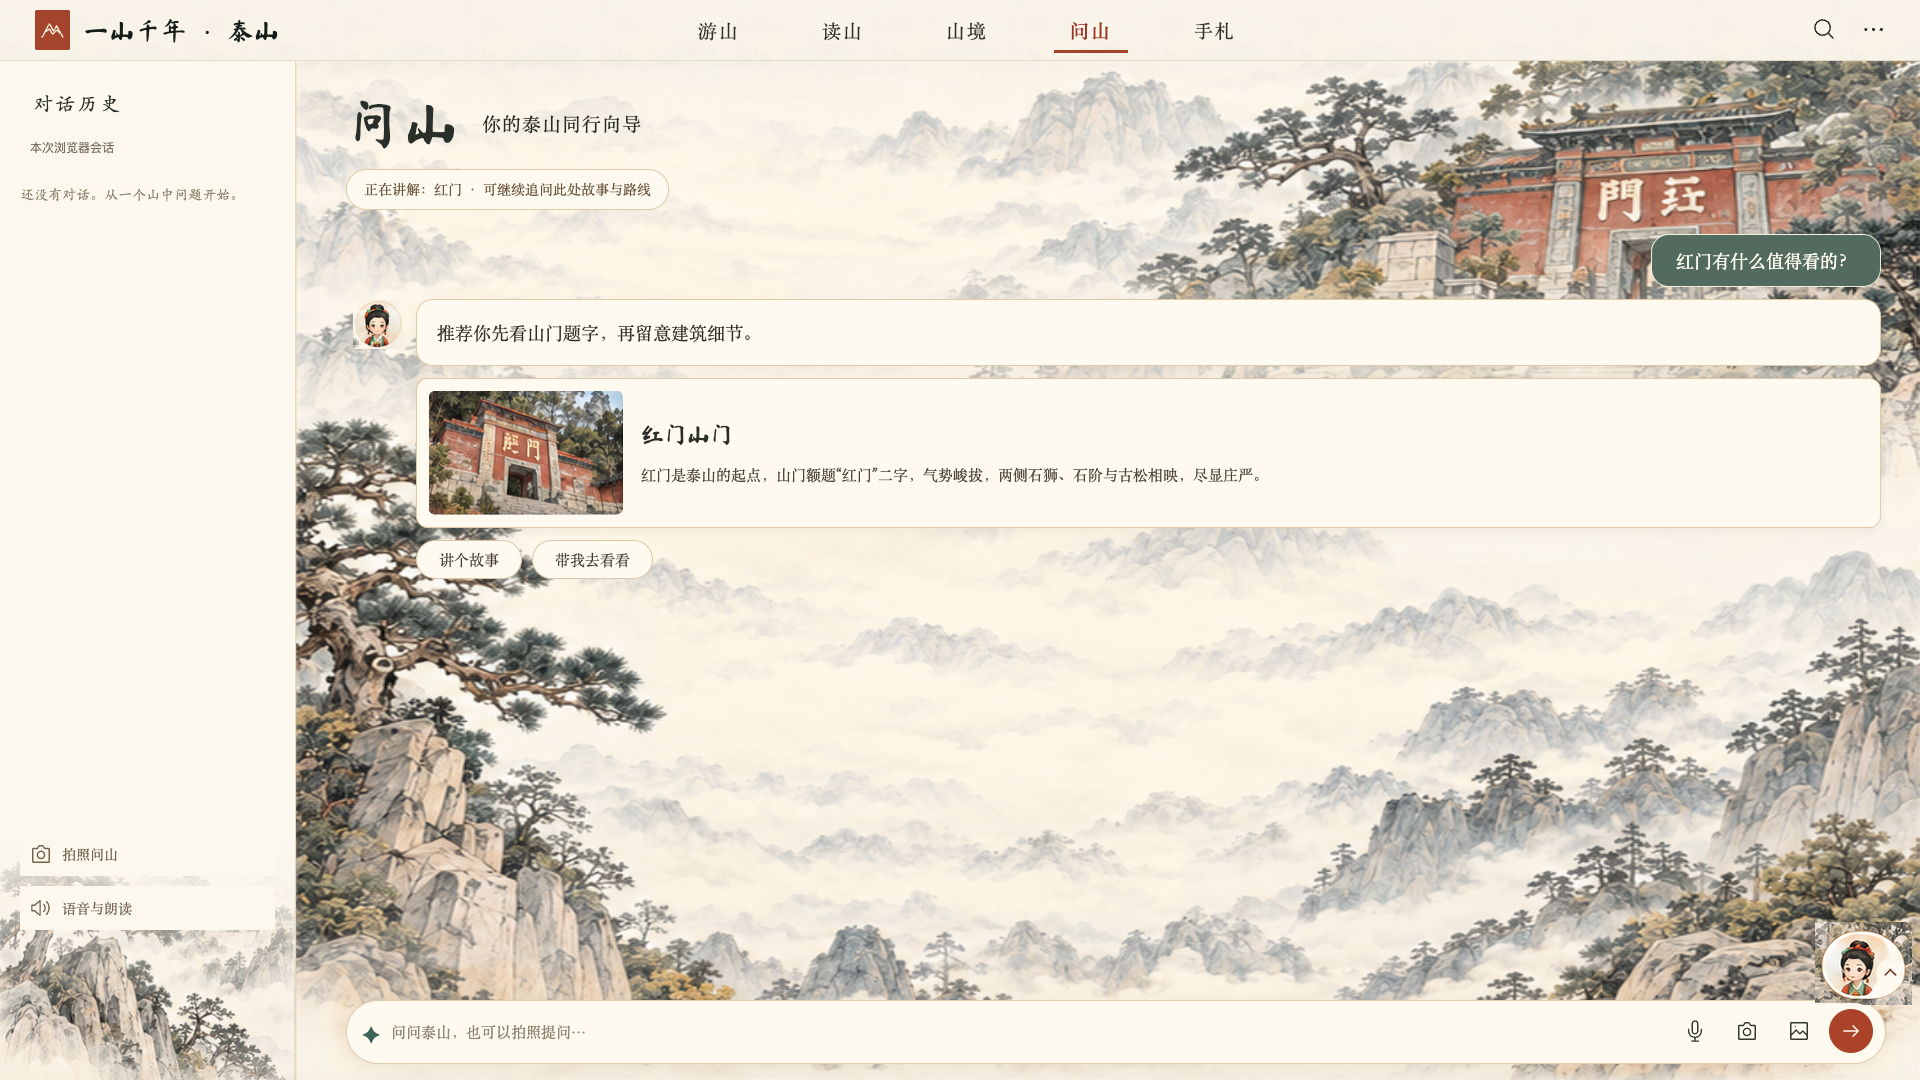 一山千年 · 泰山
游山
读山
山境
问山
手札
对话历史
本次浏览器会话
还没有对话。从一个山中问题开始。
拍照问山
语音与朗读
问山
你的泰山同行向导
正在讲解：红门 · 可继续追问此处故事与路线
红门有什么值得看的？
推荐你先看山门题字，再留意建筑细节。
红门山门
红门是泰山的起点，山门额题“红门”二字，气势峻拔，两侧石狮、石阶与古松相映，尽显庄严。
讲个故事
带我去看看
问问泰山，也可以拍照提问…